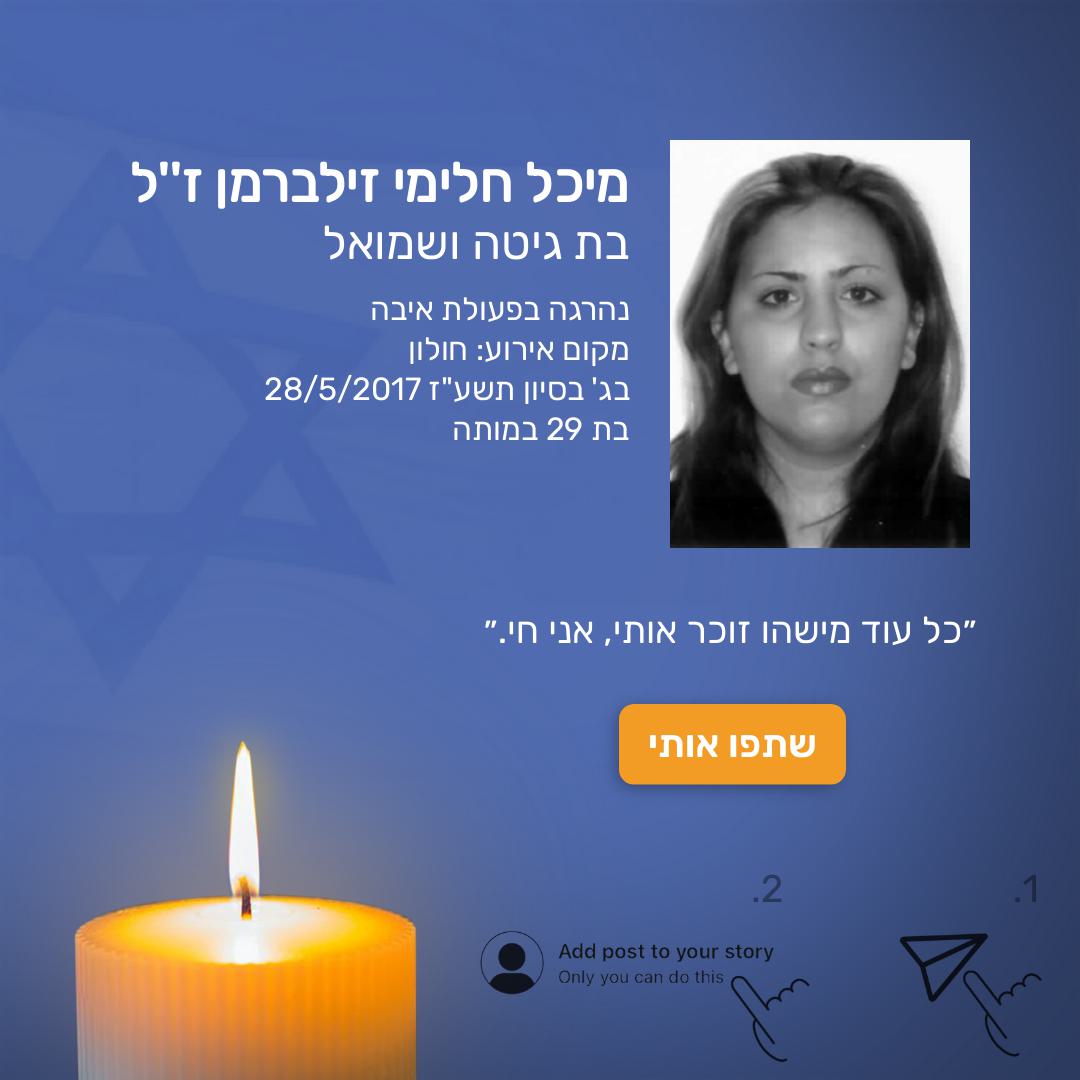 מיכל חלימי זילברמן ז"ל
בת גיטה ושמואל
נהרגה בפעולת איבה
מקום אירוע: חולון
בג' בסיון תשע"ז 28/5/2017
בת 29 במותה
״כל עוד מישהו זוכר אותי, אני חי.״
שתפו אותי
1.
2.
Add post to your story
Only you can do this